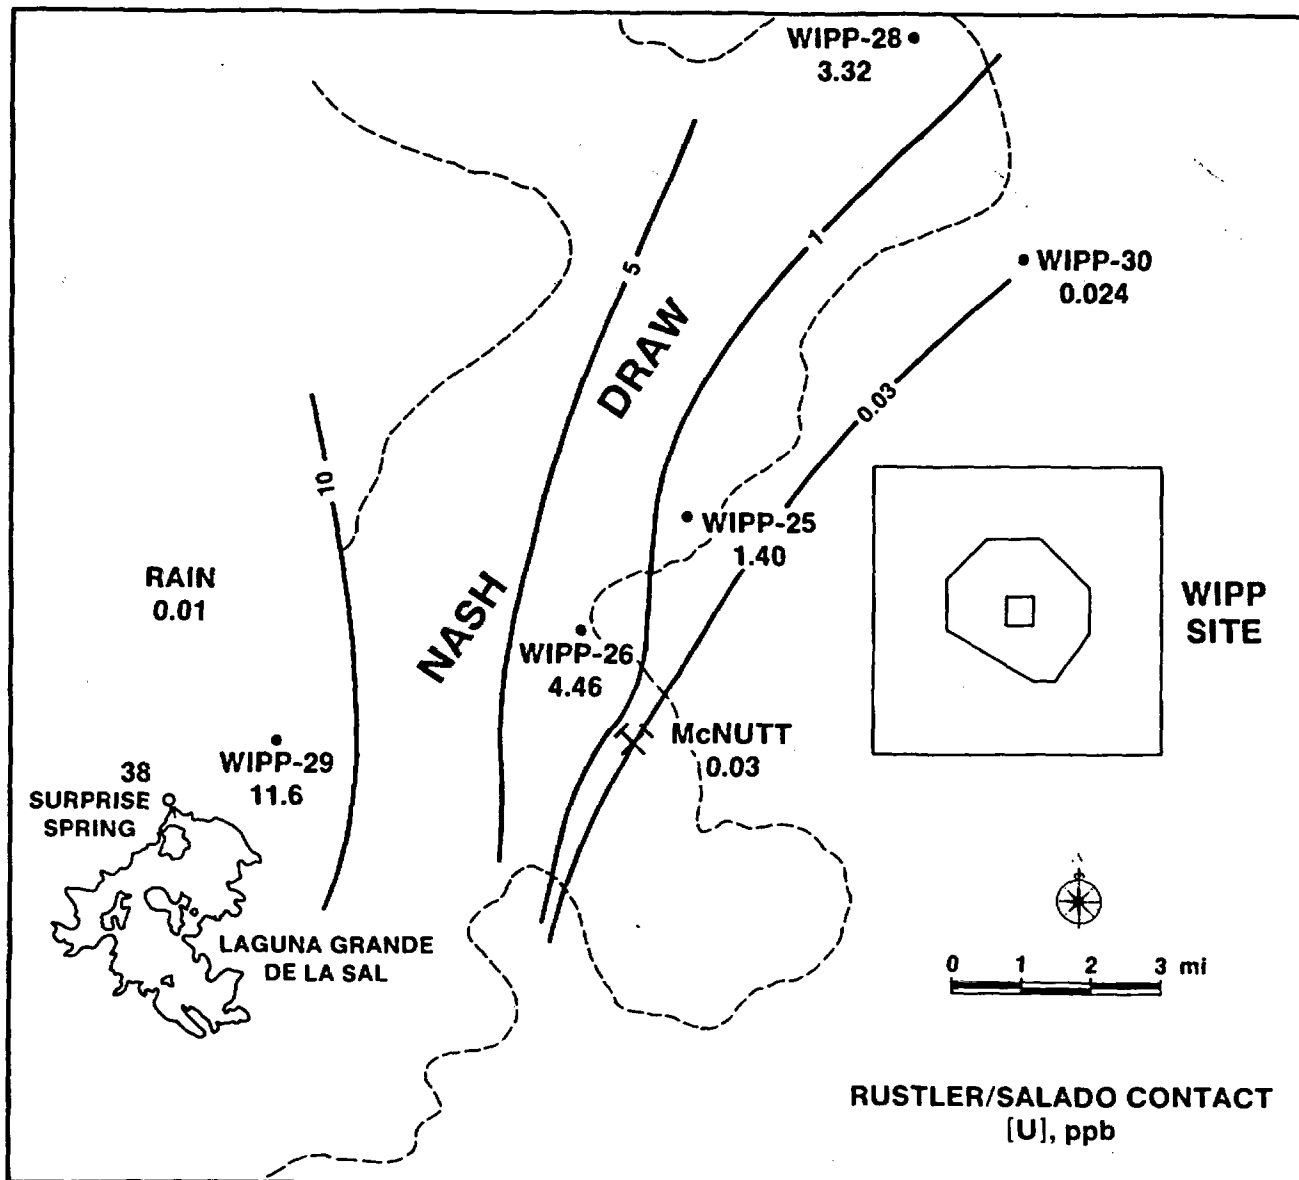 WIPP-28
3.32
5
1
WIPP-30
0.024
DRAW
0.03
10
WIPP-25
1.40
RAIN
0.01
NASH
WIPP-26
4.46
WIPP
SITE
McNUTT
0.03
WIPP-29
11.6
38
SURPRISE
SPRING
LAGUNA GRANDE
DE LA SAL
0 1 2 3 mi
RUSTLER/SALADO CONTACT
[U], ppb